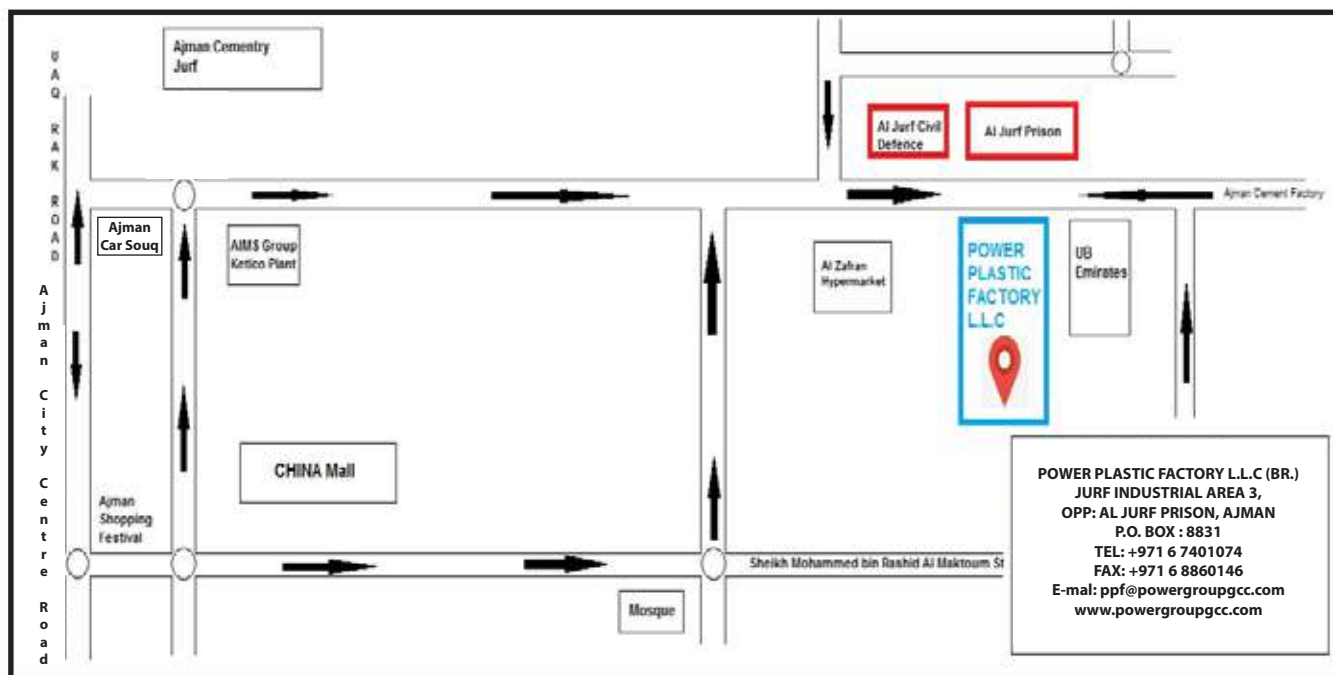 UAQ RAK ROAD
Ajman City Centre Road
Ajman Cementry
Jurf
Al Jurf Civil
Defence
Al Jurf Prison
Ajman Cement Factory
Ajman
Car Souq
AIMS Group
Ketico Plant
Al Zafran
Hypermarket
POWER
PLASTIC
FACTORY
L.L.C
UB
Emirates
CHINA Mall
Ajman
Shopping
Festival
Sheikh Mohammed bin Rashid Al Maktoum St
Mosque
POWER PLASTIC FACTORY L.L.C (BR.)
JURF INDUSTRIAL AREA 3,
OPP: AL JURF PRISON, AJMAN
P.O. BOX : 8831
TEL: +971 6 7401074
FAX: +971 6 8860146
E-mal: ppf@powergroupgcc.com
www.powergroupgcc.com